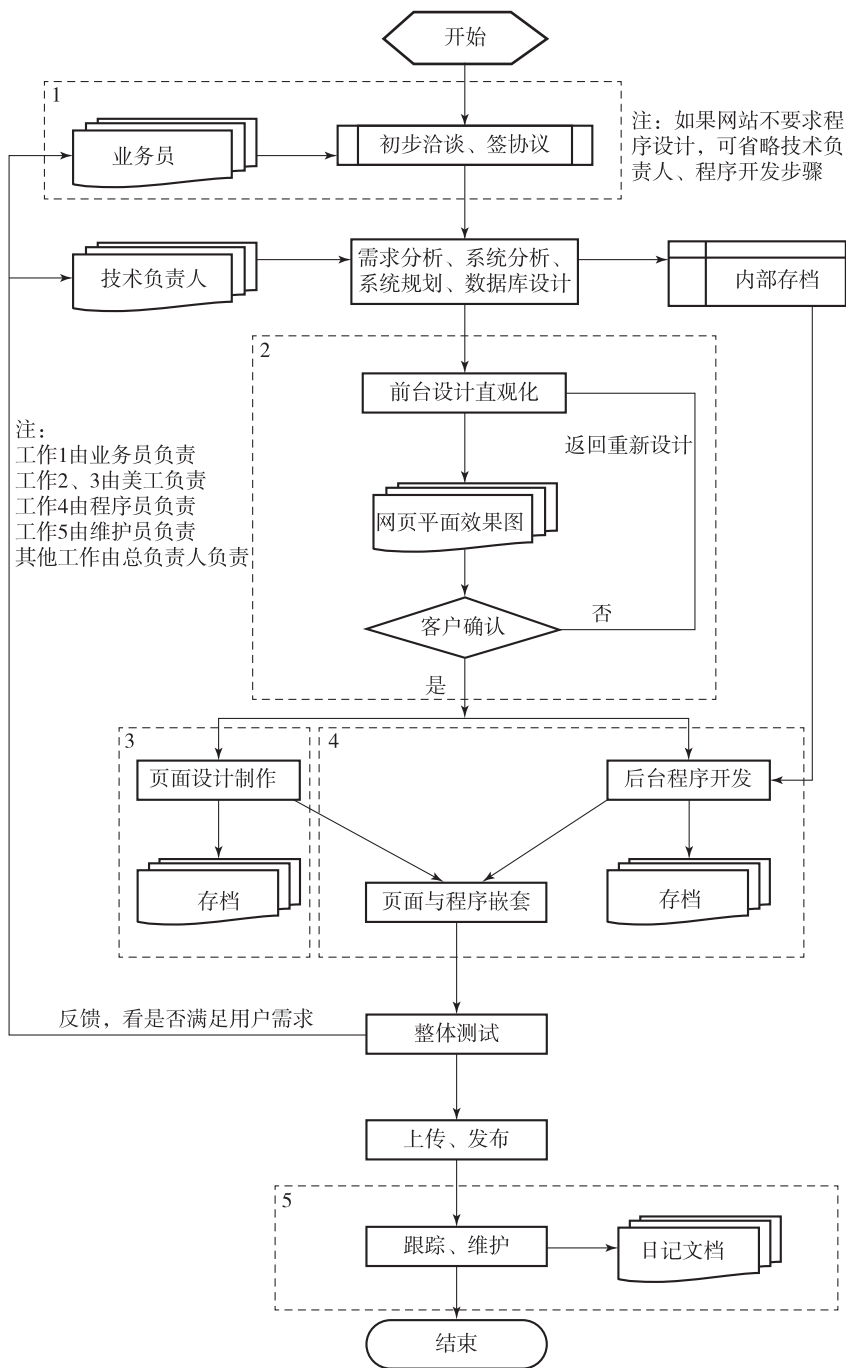 开始
1
业务员
初步洽谈、签协议
注：如果网站不要求程
序设计，可省略技术负
责人、程序开发步骤
技术负责人
需求分析、系统分析、
系统规划、数据库设计
内部存档
2
前台设计直观化
返回重新设计
注：
工作1由业务员负责
工作2、3由美工负责
工作4由程序员负责
工作5由维护员负责
其他工作由总负责人负责
网页平面效果图
客户确认
否
是
3
4
页面设计制作
后台程序开发
存档
页面与程序嵌套
存档
反馈，看是否满足用户需求
整体测试
上传、发布
5
跟踪、维护
日记文档
结束